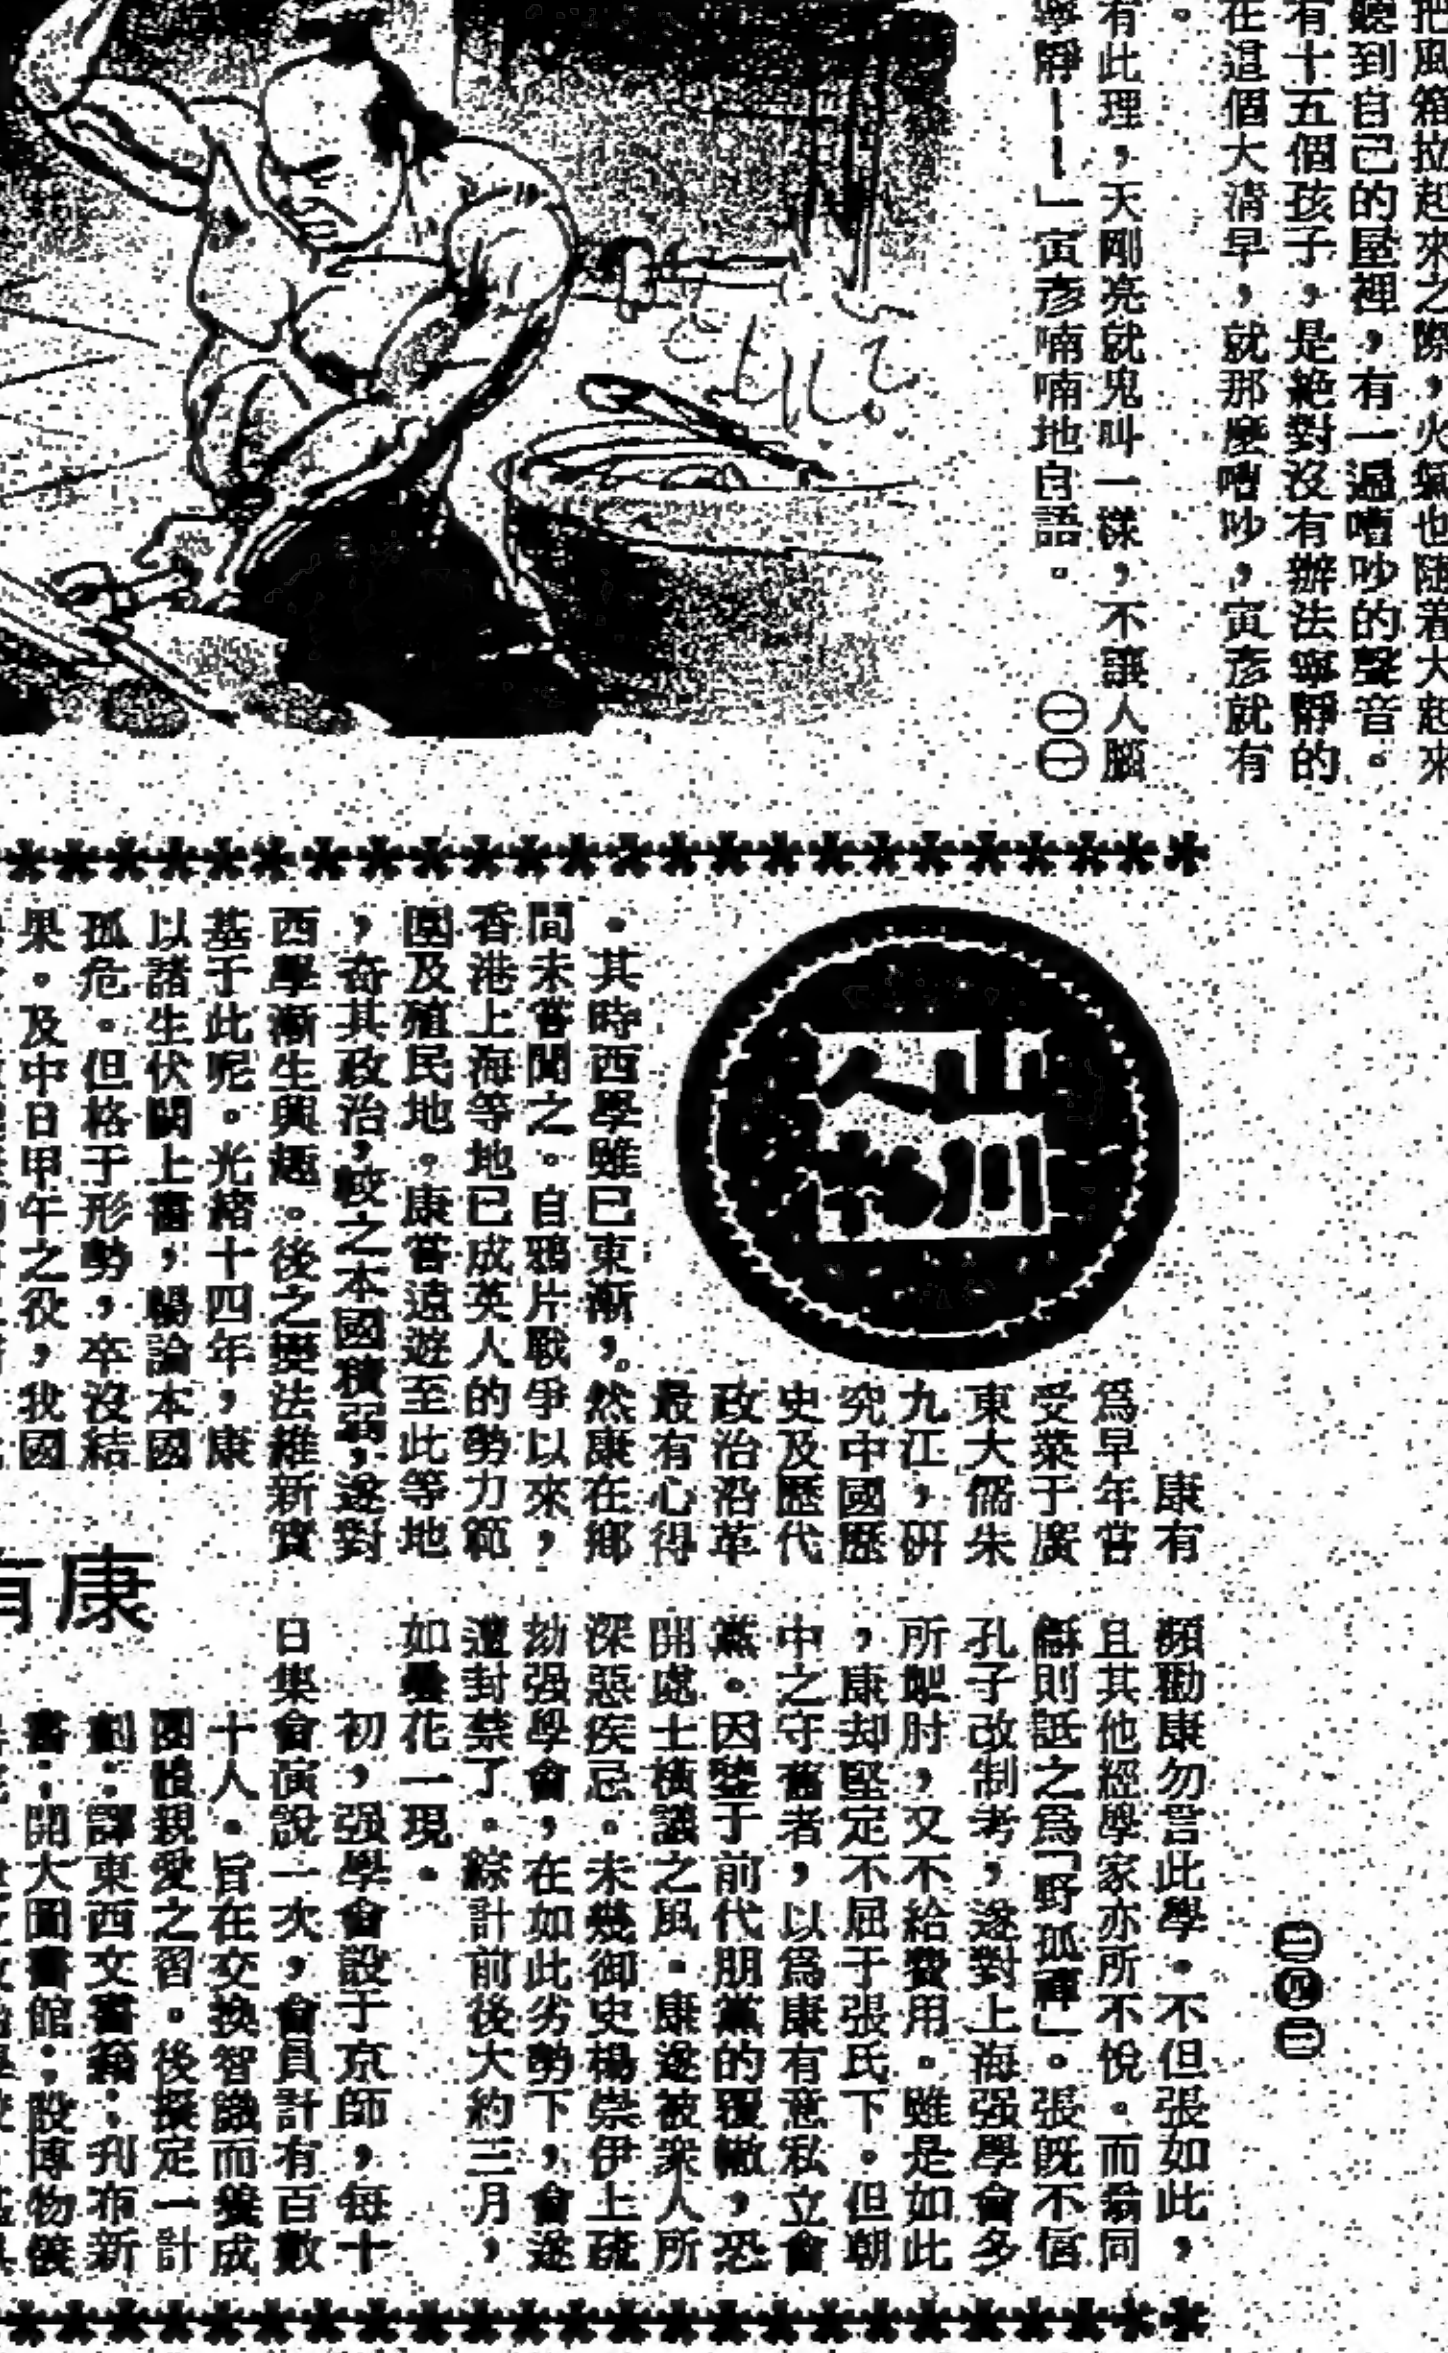 把風箱拉起來之際，火氣也随着大起來
聽到自己的屋裡，有一遍嘈吵的聲音。
有十五個孩子，是絶對沒有辦法寧靜的
在這個大清早，就那麼嘈吵，寅彥就有
。
有此理，天剛亮就鬼叫一樣，不讓人腦
寧靜——」寅彥喃喃地自語。㊀㊀
山川人物
康有
爲早年嘗
受業于廣
東大儒朱
九江，研
究中國歷
史及歷代
政治沿革
最有心得
。其時西學雖已東漸，然康在鄉
間未嘗聞之。自鴉片戰爭以來，
香港上海等地已成英人的勢力範
圍及殖民地。康嘗遠遊至此等地
，奇其政治，較之本國積弱，遂對
西學漸生興趣。後之變法維新實
基于此呢。光緒十四年，康
以諸生伏闕上書，暢論本國
孤危。但格于形勢，卒沒結
果。及中日甲午之役，我國
康有
頻勸康勿言此學。不但張如此，
且其他經學家亦所不悅。而翁同
龢則詆之爲「野狐禪」。張旣不信
孔子改制考，遂對上海强學會多
所掣肘，又不給費用。雖是如此
，康却堅定不屈于張氏下。但朝
中之守舊者，以爲康有意私立會
黨。因鑒于前代朋黨的覆轍，恐
開處士橫議之風。康遂被衆人所
深惡疾忌。未幾御史楊崇伊上疏
劾强學會，在如此劣勢下，會遂
遭封禁了。綜計前後大約三月，
如曇花一現。
初，强學會設于京師，每十
日集會演說一次，會員計有百數
十人。旨在交換智識而養成
團體親愛之習。後擬定一計
劃：譯東西文書籍；刋布新
書；開大圖書館；設博物儀